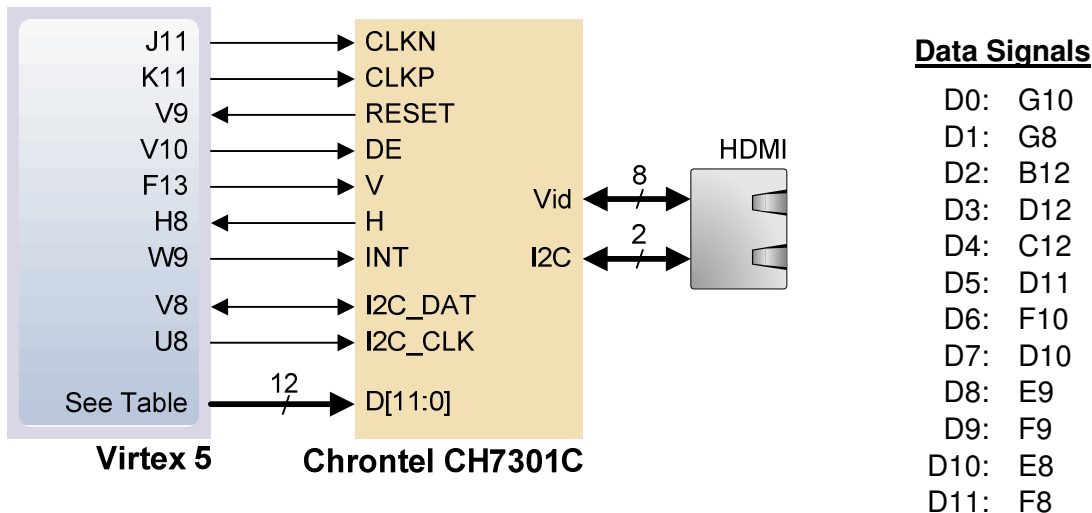 J11 CLKN
K11 CLKP
V9 RESET
V10 DE
F13 V
H8 H
W9 INT
V8 I2C_DAT
U8 I2C_CLK
See Table 12 D[11:0]
Virtex 5 Chrontel CH7301C
HDMI
Vid 8
I2C 2
Data Signals
D0: G10
D1: G8
D2: B12
D3: D12
D4: C12
D5: D11
D6: F10
D7: D10
D8: E9
D9: F9
D10: E8
D11: F8